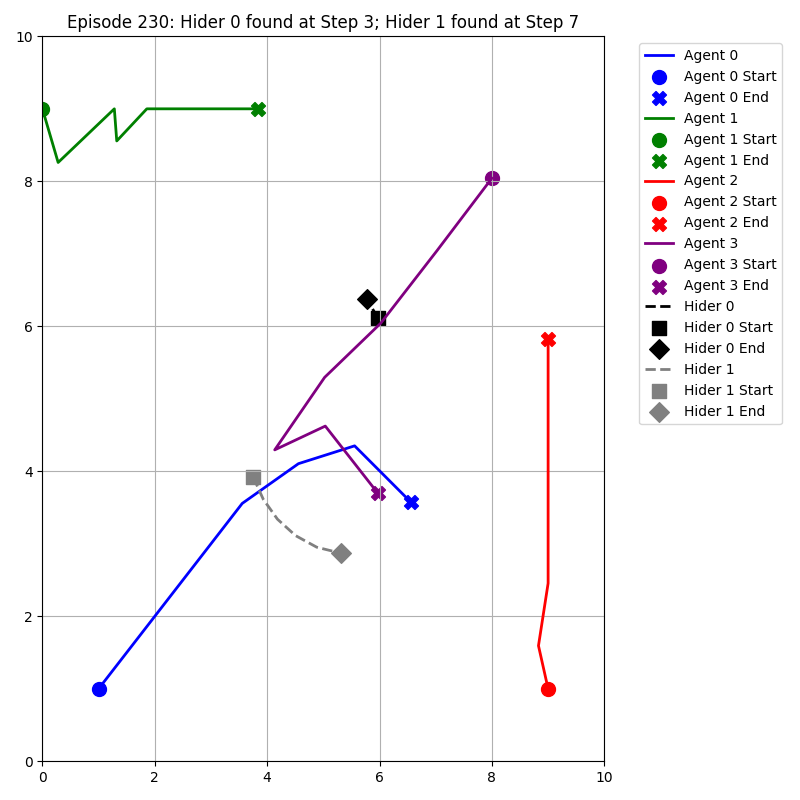 Episode 230: Hider 0 found at Step 3; Hider 1 found at Step 7
10
8
6
4
2
0
0 2 4 6 8 10
Agent 0
Agent 0 Start
Agent 0 End
Agent 1
Agent 1 Start
Agent 1 End
Agent 2
Agent 2 Start
Agent 2 End
Agent 3
Agent 3 Start
Agent 3 End
Hider 0
Hider 0 Start
Hider 0 End
Hider 1
Hider 1 Start
Hider 1 End